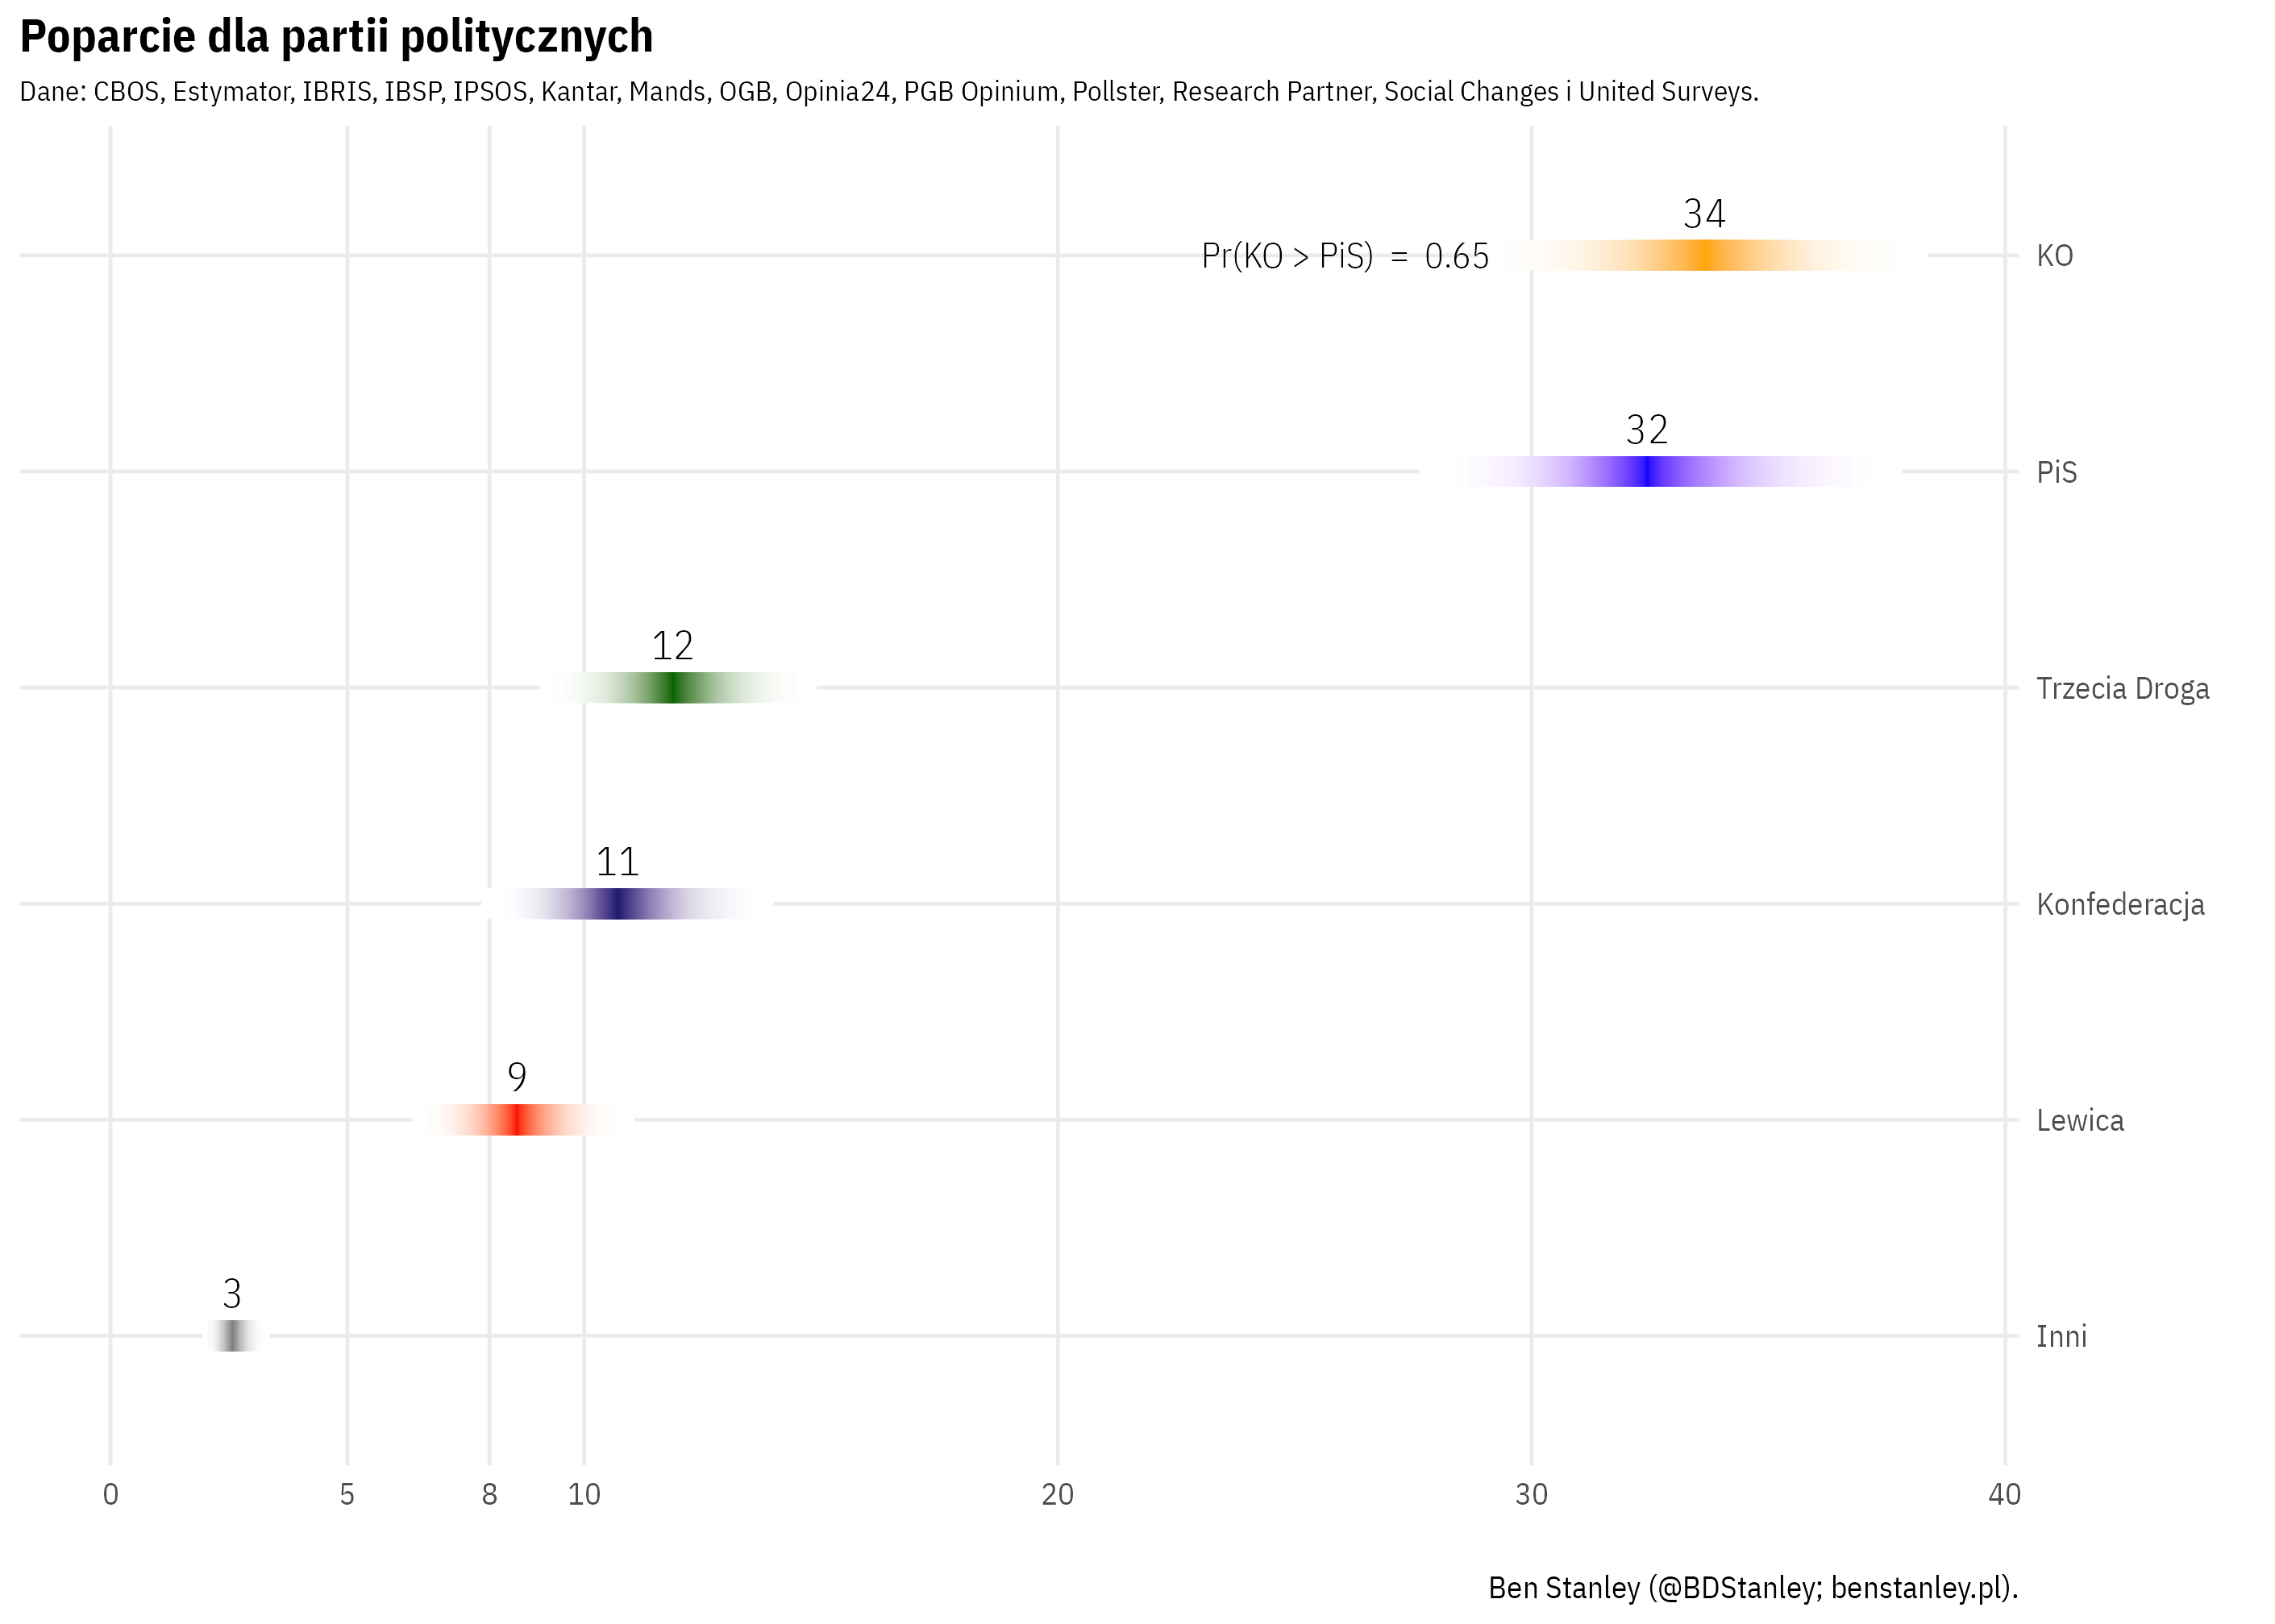 Poparcie dla partii politycznych
Dane: CBOS, Estymator, IBRIS, IBSP, IPSOS, Kantar, Mands, OGB, Opinia24, PGB Opinium, Pollster, Research Partner, Social Changes i United Surveys.
34
Pr(KO > PiS) = 0.65
KO
32
PiS
12
Trzecia Droga
11
Konfederacja
9
Lewica
3
Inni
0 5 8 10 20 30 40
Ben Stanley (@BDStanley; benstanley.pl).